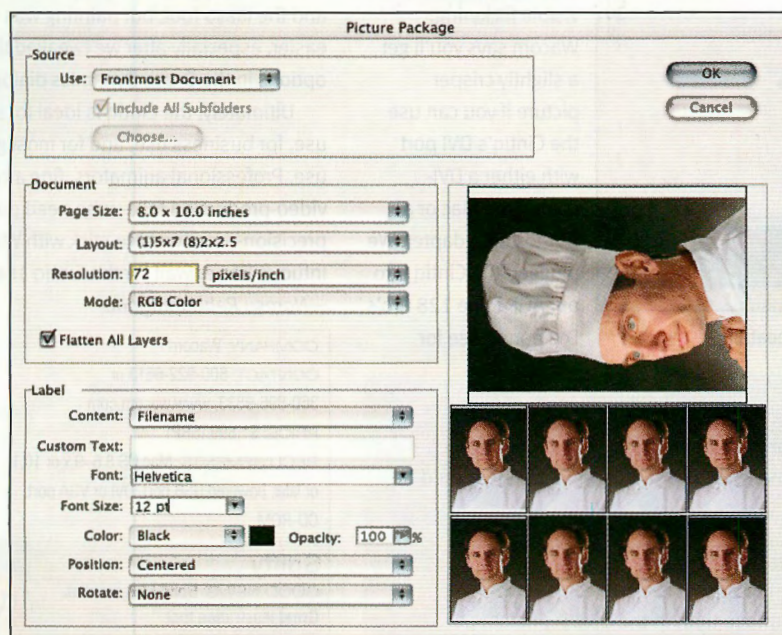 Picture Package
Source
Use: Frontmost Document
Include All Subfolders
Choose...
OK
Cancel
Document
Page Size: 8.0 x 10.0 inches
Layout: (1)5x7 (8)2x2.5
Resolution: 72 pixels/inch
Mode: RGB Color
Flatten All Layers
Label
Content: Filename
Custom Text:
Font: Helvetica
Font Size: 12 pt
Color: Black Opacity: 100 %
Position: Centered
Rotate: None